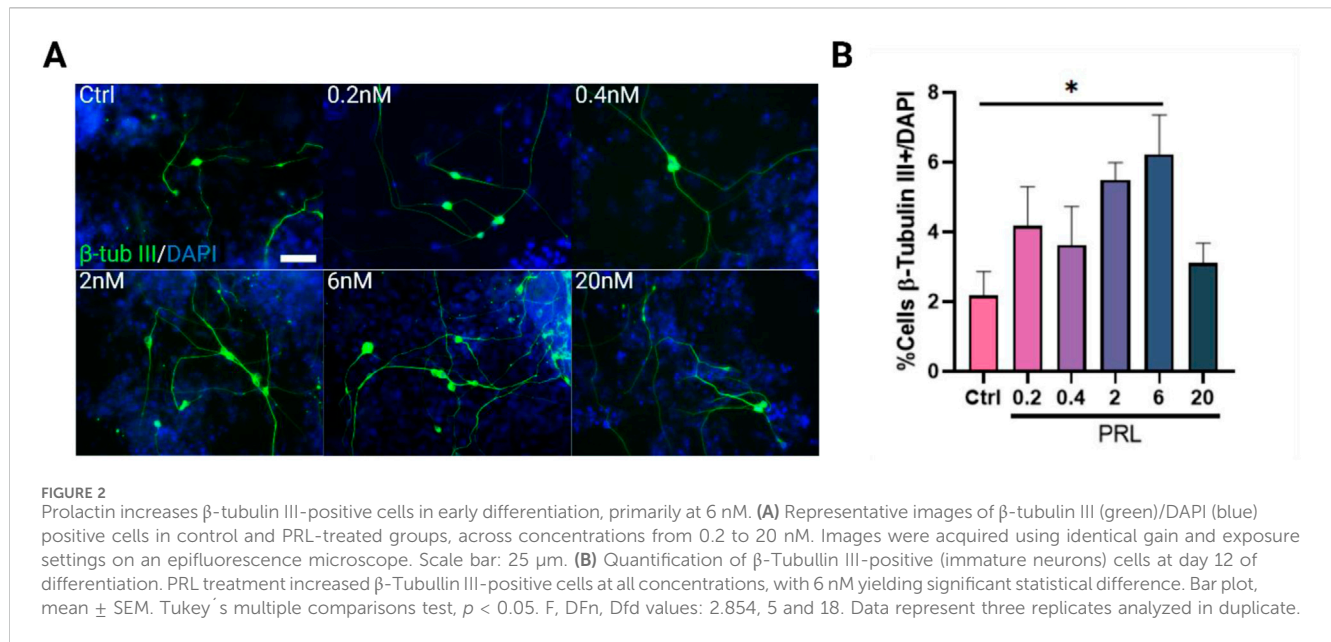 A
Ctrl
0.2nM
0.4nM
β-tub III/DAPI
2nM
6nM
20nM
B
%Cells β-Tubulin III+/DAPI
8
6
4
2
0
*
Ctrl 0.2 0.4 2 6 20
PRL
FIGURE 2
Prolactin increases β-tubulin III-positive cells in early differentiation, primarily at 6 nM. (A) Representative images of β-tubulin III (green)/DAPI (blue)
positive cells in control and PRL-treated groups, across concentrations from 0.2 to 20 nM. Images were acquired using identical gain and exposure
settings on an epifluorescence microscope. Scale bar: 25 µm. (B) Quantification of β-Tubullin III-positive (immature neurons) cells at day 12 of
differentiation. PRL treatment increased β-Tubullin III-positive cells at all concentrations, with 6 nM yielding significant statistical difference. Bar plot,
mean ± SEM. Tukey´s multiple comparisons test, p < 0.05. F, DFn, Dfd values: 2.854, 5 and 18. Data represent three replicates analyzed in duplicate.